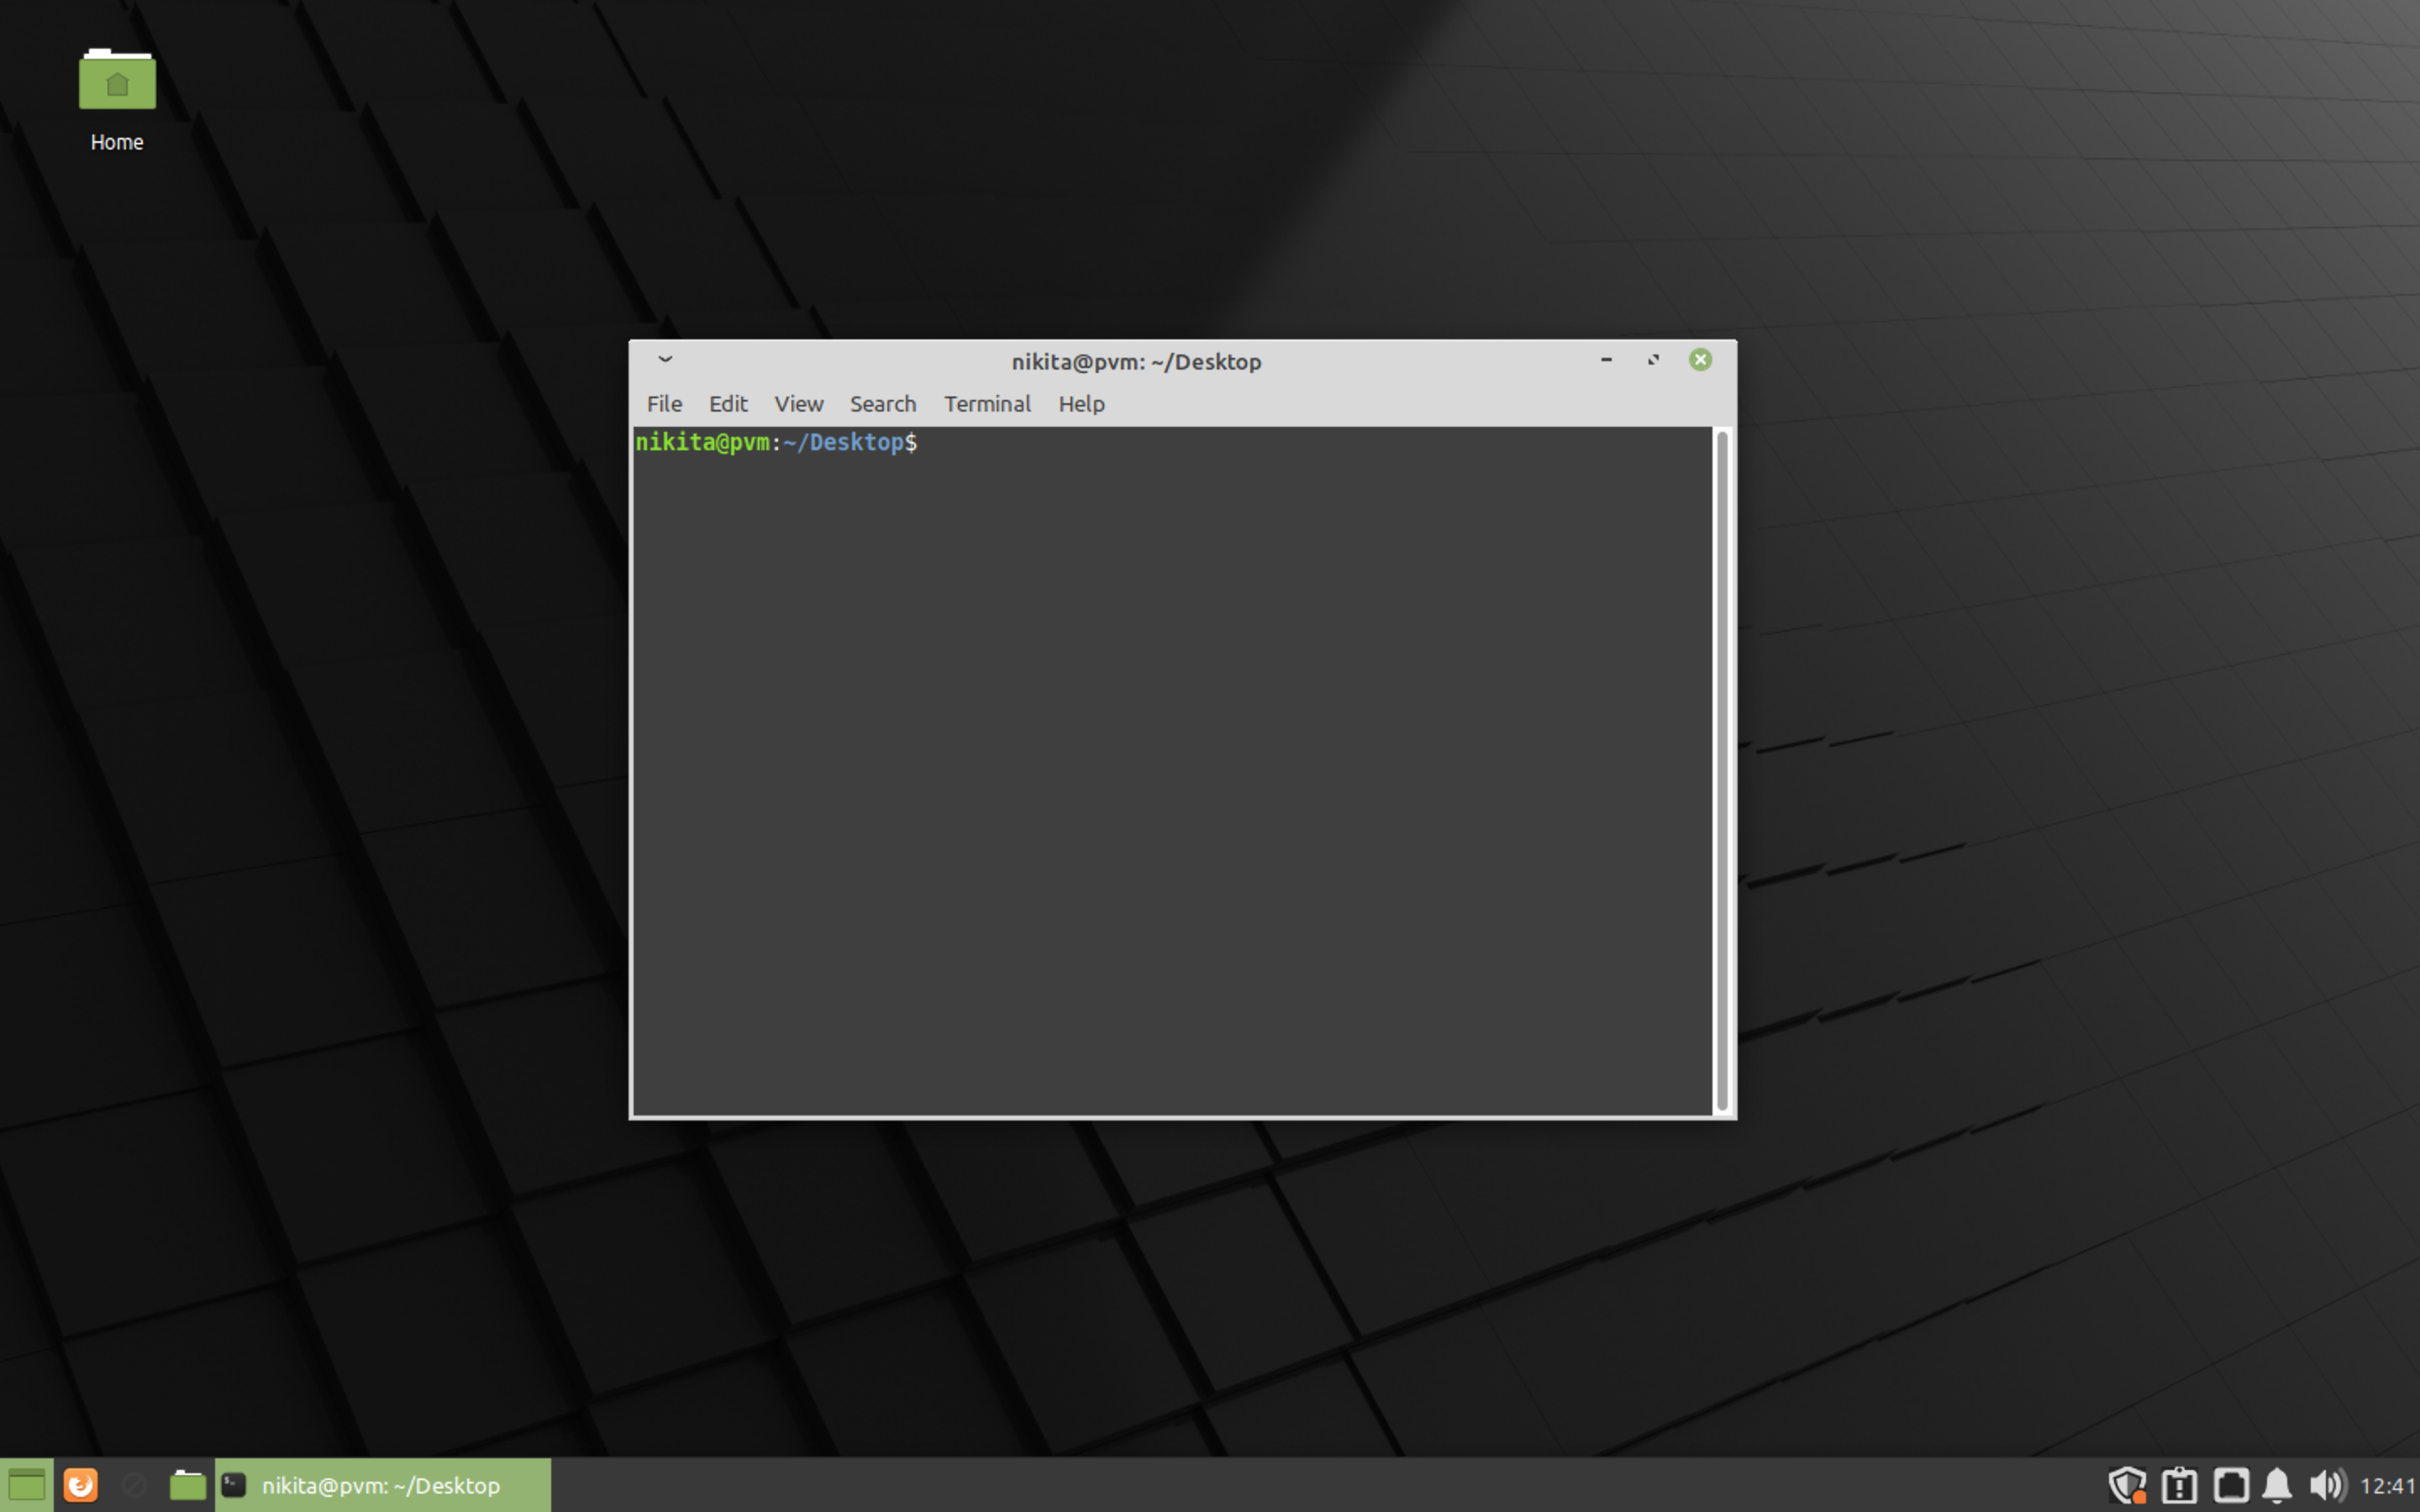 Home
nikita@pvm: ~/Desktop
File Edit View Search Terminal Help
nikita@pvm:~/Desktop$
nikita@pvm: ~/Desktop
12:41